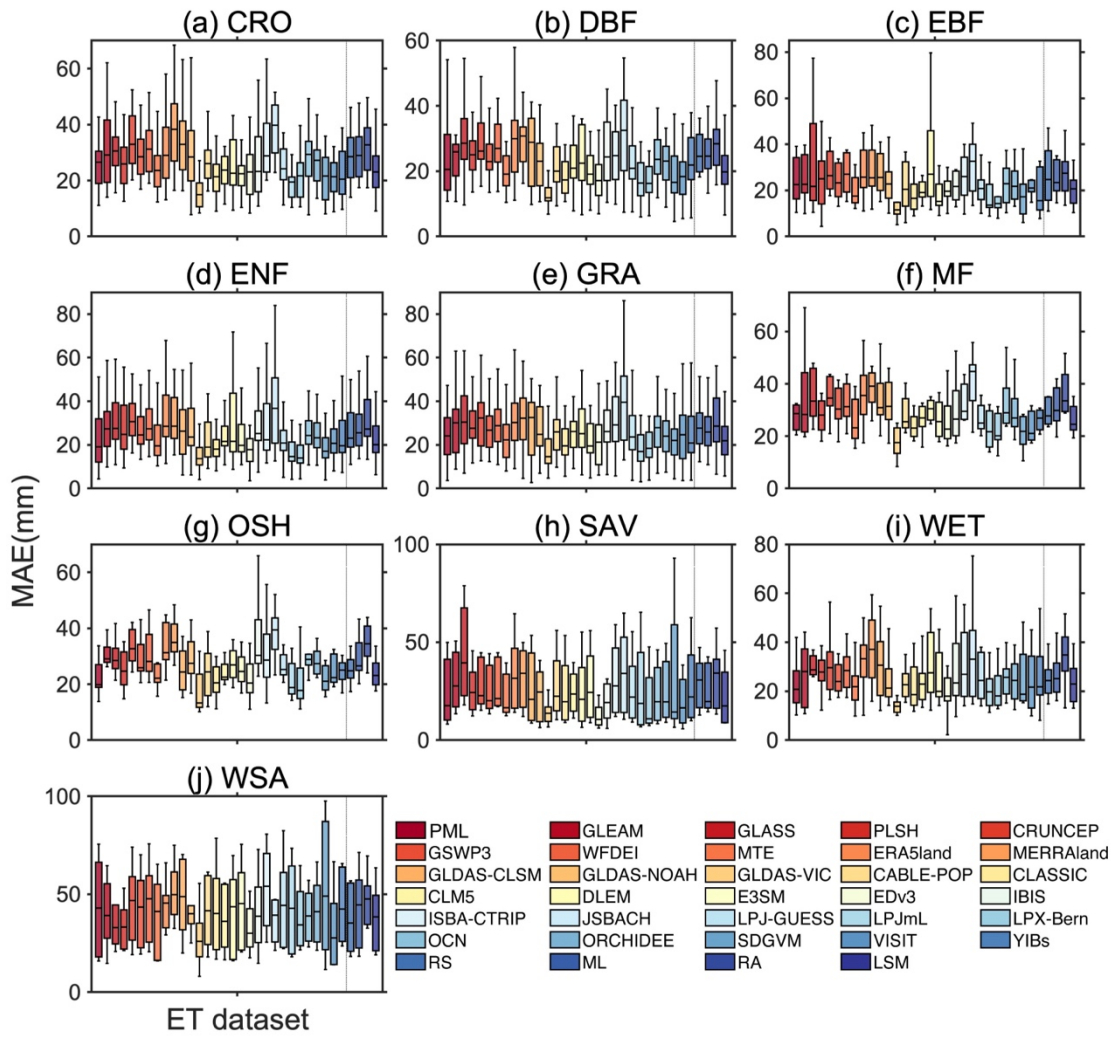 (a) CRO (b) DBF (c) EBF
60 60 80
40 40 60
20 20 40
0 0 20
0
(d) ENF (e) GRA (f) MF
80 80 80
60 60 60
40 40 40
20 20 20
0 0 0
(g) OSH (h) SAV (i) WET
60 100 80
40 50 60
20 0 40
0 20
0
(j) WSA
100
50
0
MAE(mm)
ET dataset
PML GLEAM GLASS PLSH CRUNCEP
GSWP3 WFDEI MTE ERA5land MERRAland
GLDAS-CLSM GLDAS-NOAH GLDAS-VIC CABLE-POP CLASSIC
CLM5 DLEM E3SM EDv3 IBIS
ISBA-CTRIP JSBACH LPJ-GUESS LPJmL LPX-Bern
OCN ORCHIDEE SDGVM VISIT YIBs
RS ML RA LSM